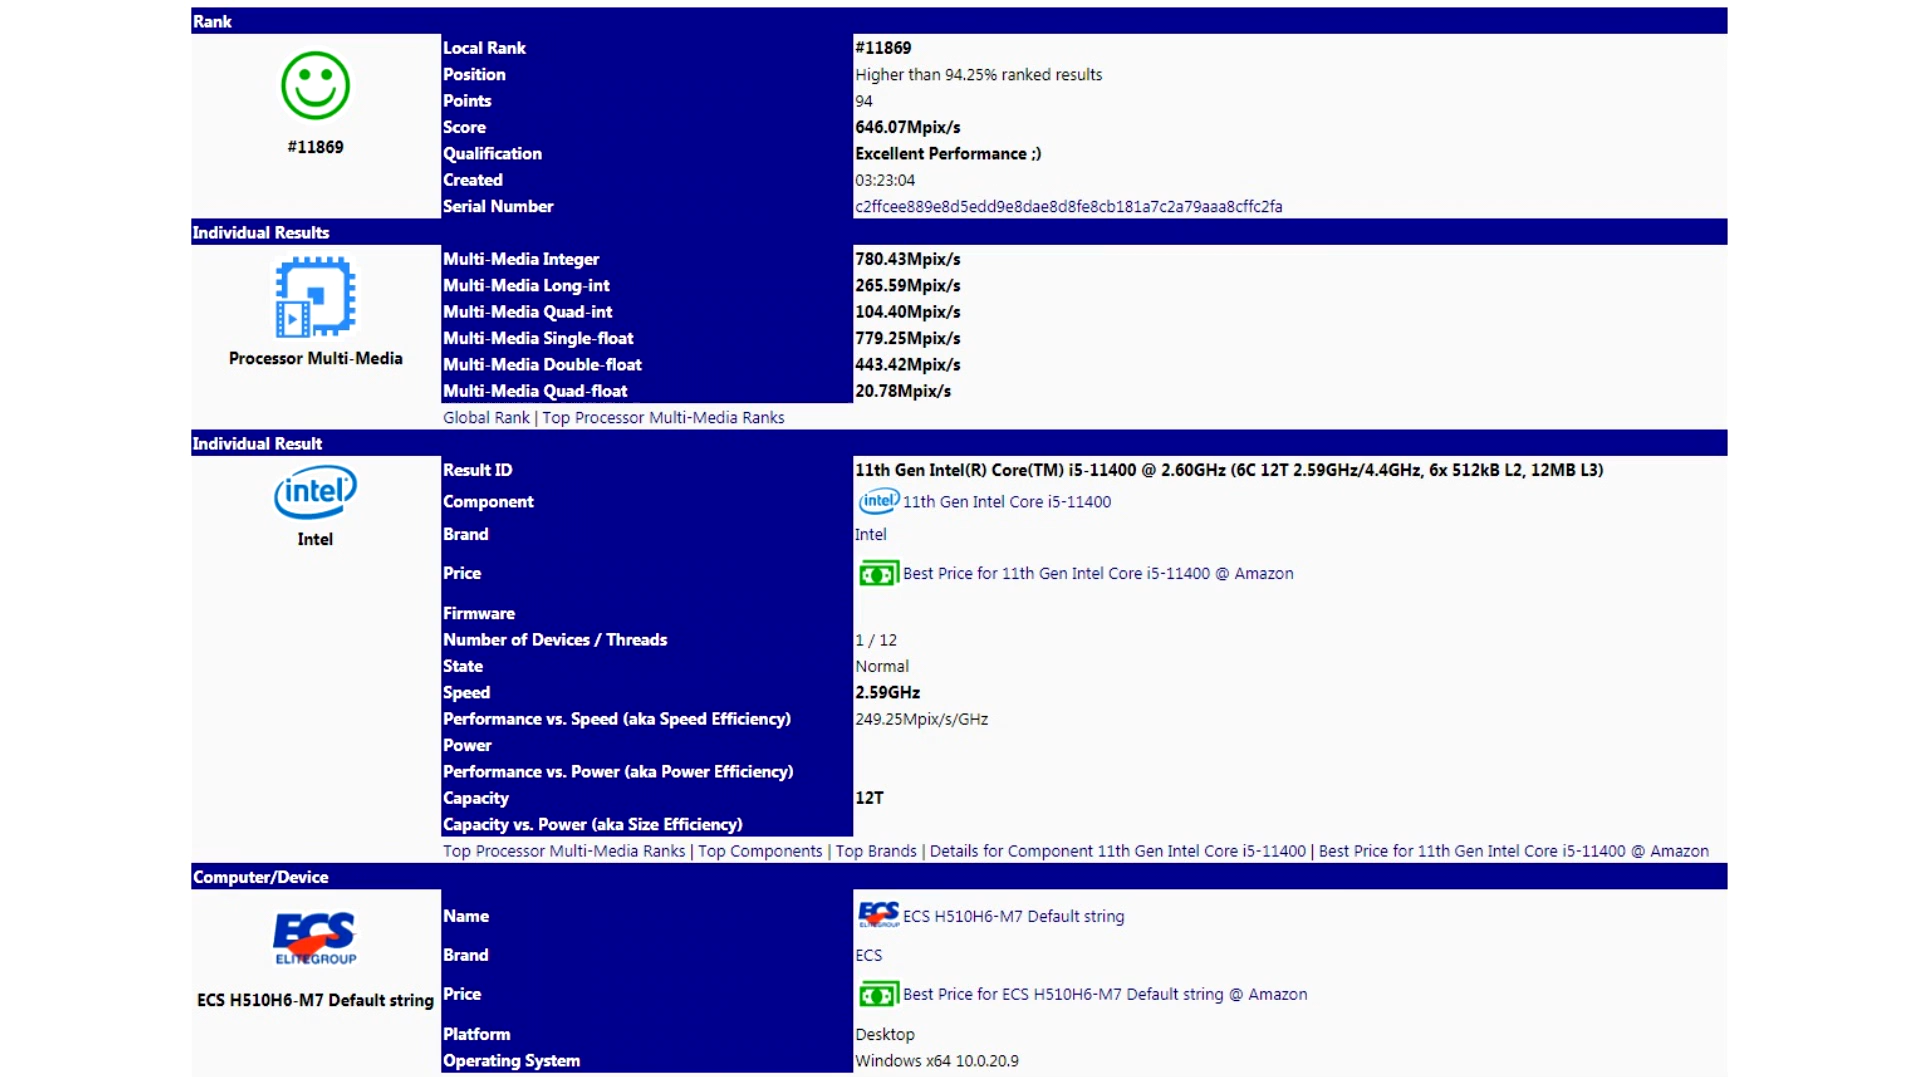 Rank
#11869
Local Rank #11869
Position Higher than 94.25% ranked results
Points 94
Score 646.07Mpix/s
Qualification Excellent Performance ;)
Created 03:23:04
Serial Number c2ffcee889e8d5edd9e8dae8d8fe8cb181a7c2a79aaa8cffc2fa
Individual Results
Processor Multi-Media
Multi-Media Integer 780.43Mpix/s
Multi-Media Long-int 265.59Mpix/s
Multi-Media Quad-int 104.40Mpix/s
Multi-Media Single-float 779.25Mpix/s
Multi-Media Double-float 443.42Mpix/s
Multi-Media Quad-float 20.78Mpix/s
Global Rank | Top Processor Multi-Media Ranks
Individual Result
intel
Intel
Result ID 11th Gen Intel(R) Core(TM) i5-11400 @ 2.60GHz (6C 12T 2.59GHz/4.4GHz, 6x 512kB L2, 12MB L3)
Component intel 11th Gen Intel Core i5-11400
Brand Intel
Price Best Price for 11th Gen Intel Core i5-11400 @ Amazon
Firmware
Number of Devices / Threads 1 / 12
State Normal
Speed 2.59GHz
Performance vs. Speed (aka Speed Efficiency) 249.25Mpix/s/GHz
Power
Performance vs. Power (aka Power Efficiency)
Capacity 12T
Capacity vs. Power (aka Size Efficiency)
Top Processor Multi-Media Ranks | Top Components | Top Brands | Details for Component 11th Gen Intel Core i5-11400 | Best Price for 11th Gen Intel Core i5-11400 @ Amazon
Computer/Device
ECS
ELITEGROUP
ECS H510H6-M7 Default string
Name ECS ELITEGROUP ECS H510H6-M7 Default string
Brand ECS
Price Best Price for ECS H510H6-M7 Default string @ Amazon
Platform Desktop
Operating System Windows x64 10.0.20.9